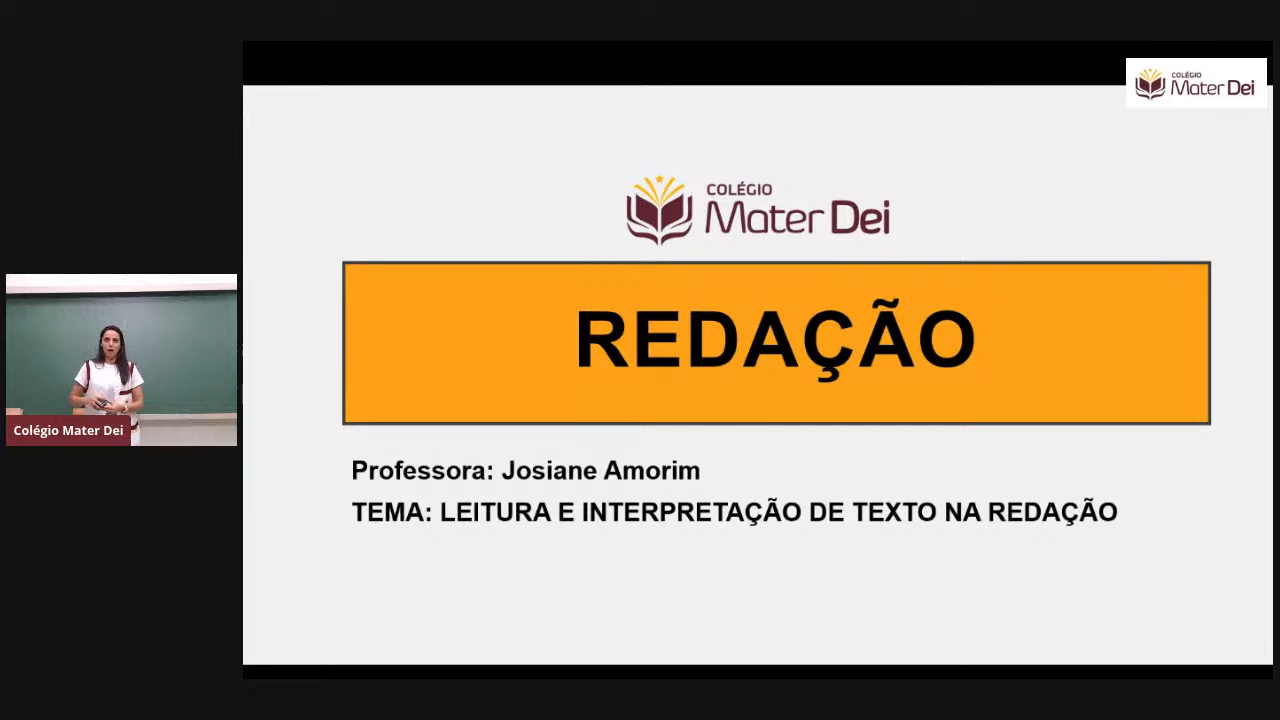 COLÉGIO
Mater Dei
COLÉGIO
Mater Dei
REDAÇÃO
Professora: Josiane Amorim
TEMA: LEITURA E INTERPRETAÇÃO DE TEXTO NA REDAÇÃO
Colégio Mater Dei